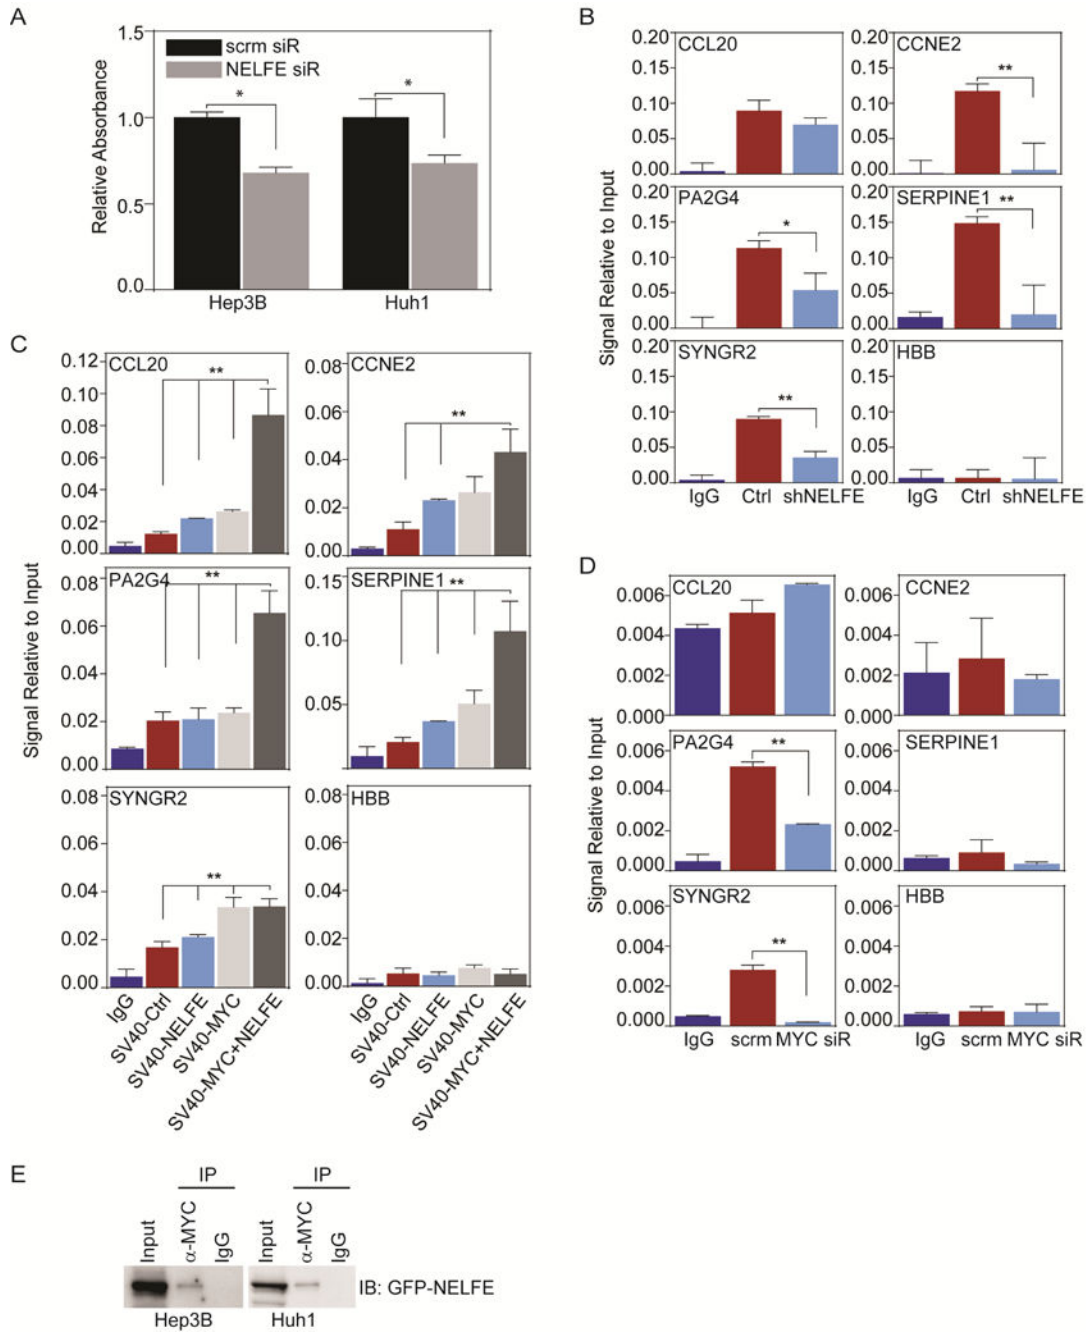 A
1.5
1.0
0.5
0.0
Relative Absorbance
scrm siR
NELFE siR
*
*
Hep3B
Huh1
B
Signal Relative to Input
0.20
0.15
0.10
0.05
0.00
CCL20
0.20
0.15
0.10
0.05
0.00
CCNE2
**
0.20
0.15
0.10
0.05
0.00
PA2G4
*
0.20
0.15
0.10
0.05
0.00
SERPINE1
**
0.20
0.15
0.10
0.05
0.00
SYNGR2
**
IgG Ctrl shNELFE
0.20
0.15
0.10
0.05
0.00
HBB
IgG Ctrl shNELFE
C
Signal Relative to Input
0.12
0.10
0.08
0.06
0.04
0.02
0.00
CCL20
**
0.08
0.06
0.04
0.02
0.00
CCNE2
**
0.08
0.06
0.04
0.02
0.00
PA2G4
**
0.15
0.10
0.05
SERPINE1
**
0.08
0.06
0.04
0.02
0.00
SYNGR2
**
IgG
SV40-Ctrl
SV40-NELFE
SV40-MYC
SV40-MYC+NELFE
0.08
0.06
0.04
0.02
0.00
HBB
IgG
SV40-Ctrl
SV40-NELFE
SV40-MYC
SV40-MYC+NELFE
D
Signal Relative to Input
0.006
0.004
0.002
0.000
CCL20
0.006
0.004
0.002
0.000
CCNE2
0.006
0.004
0.002
0.000
PA2G4
**
0.006
0.004
0.002
0.000
SERPINE1
0.006
0.004
0.002
0.000
SYNGR2
**
IgG scrm MYC siR
0.006
0.004
0.002
0.000
HBB
IgG scrm MYC siR
E
IP
IP
Input
α-MYC
IgG
Input
α-MYC
IgG
IB: GFP-NELFE
Hep3B
Huh1